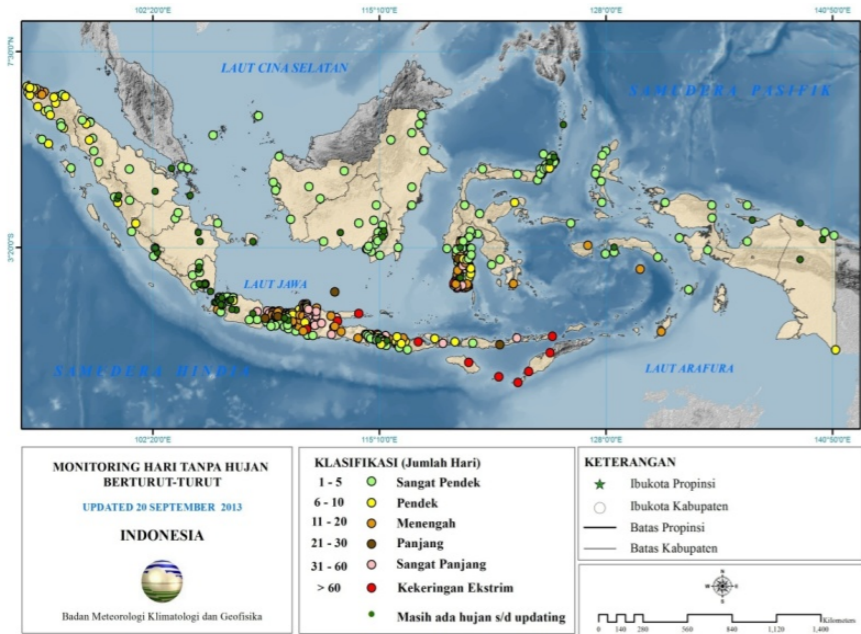 102°20'0"E
115°10'0"E
128°0'0"E
140°50'0"E
7°30'0"N
LAUT CINA SELATAN
SAMUDERA PASIFIK
3°20'0"S
3°20'0"S
LAUT JAWA
SAMUDERA HINDIA
LAUT ARAFURA
102°20'0"E
115°10'0"E
128°0'0"E
140°50'0"E
MONITORING HARI TANPA HUJAN
BERTURUT-TURUT
UPDATED 20 SEPTEMBER 2013
INDONESIA
Badan Meteorologi Klimatologi dan Geofisika
KLASIFIKASI (Jumlah Hari)
1 - 5 Sangat Pendek
6 - 10 Pendek
11 - 20 Menengah
21 - 30 Panjang
31 - 60 Sangat Panjang
> 60 Kekeringan Ekstrim
Masih ada hujan s/d updating
KETERANGAN
Ibukota Propinsi
Ibukota Kabupaten
Batas Propinsi
Batas Kabupaten
Kilometers
0 140 280 560 840 1,120 1,400